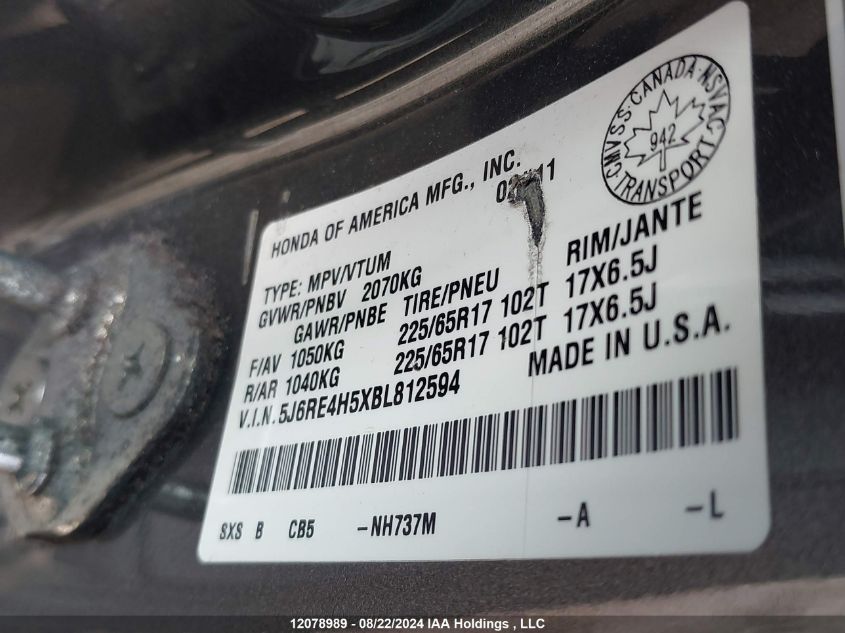 HONDA OF AMERICA MFG., INC.
11
CMVSS · CANADA · NSVAC
942
TRANSPORT
TYPE: MPV/VTUM
GVWR/PNBV 2070KG
GAWR/PNBE TIRE/PNEU RIM/JANTE
F/AV 1050KG 225/65R17 102T 17X6.5J
R/AR 1040KG 225/65R17 102T 17X6.5J
V.I.N. 5J6RE4H5XBL812594 MADE IN U.S.A.
SXS B CB5 -NH737M -A -L
12078989 - 08/22/2024 IAA Holdings , LLC